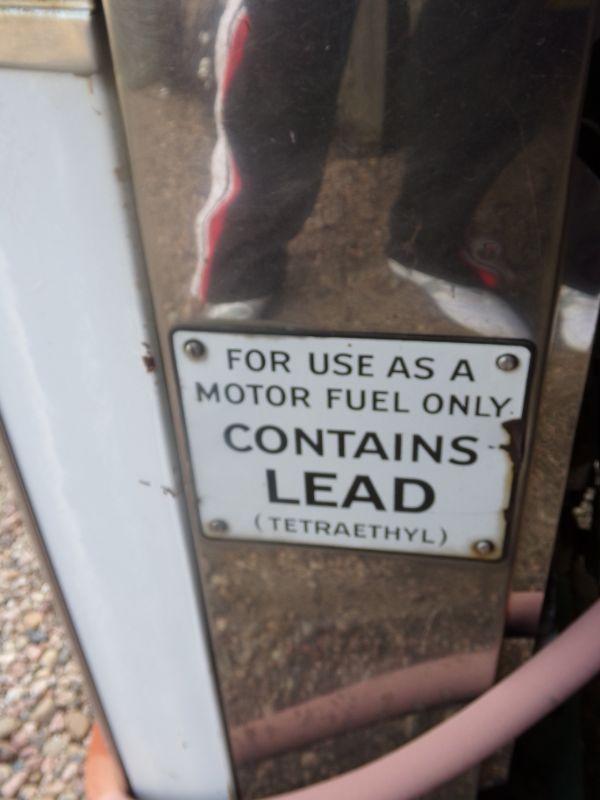 FOR USE AS A
MOTOR FUEL ONLY.
CONTAINS
LEAD
(TETRAETHYL)